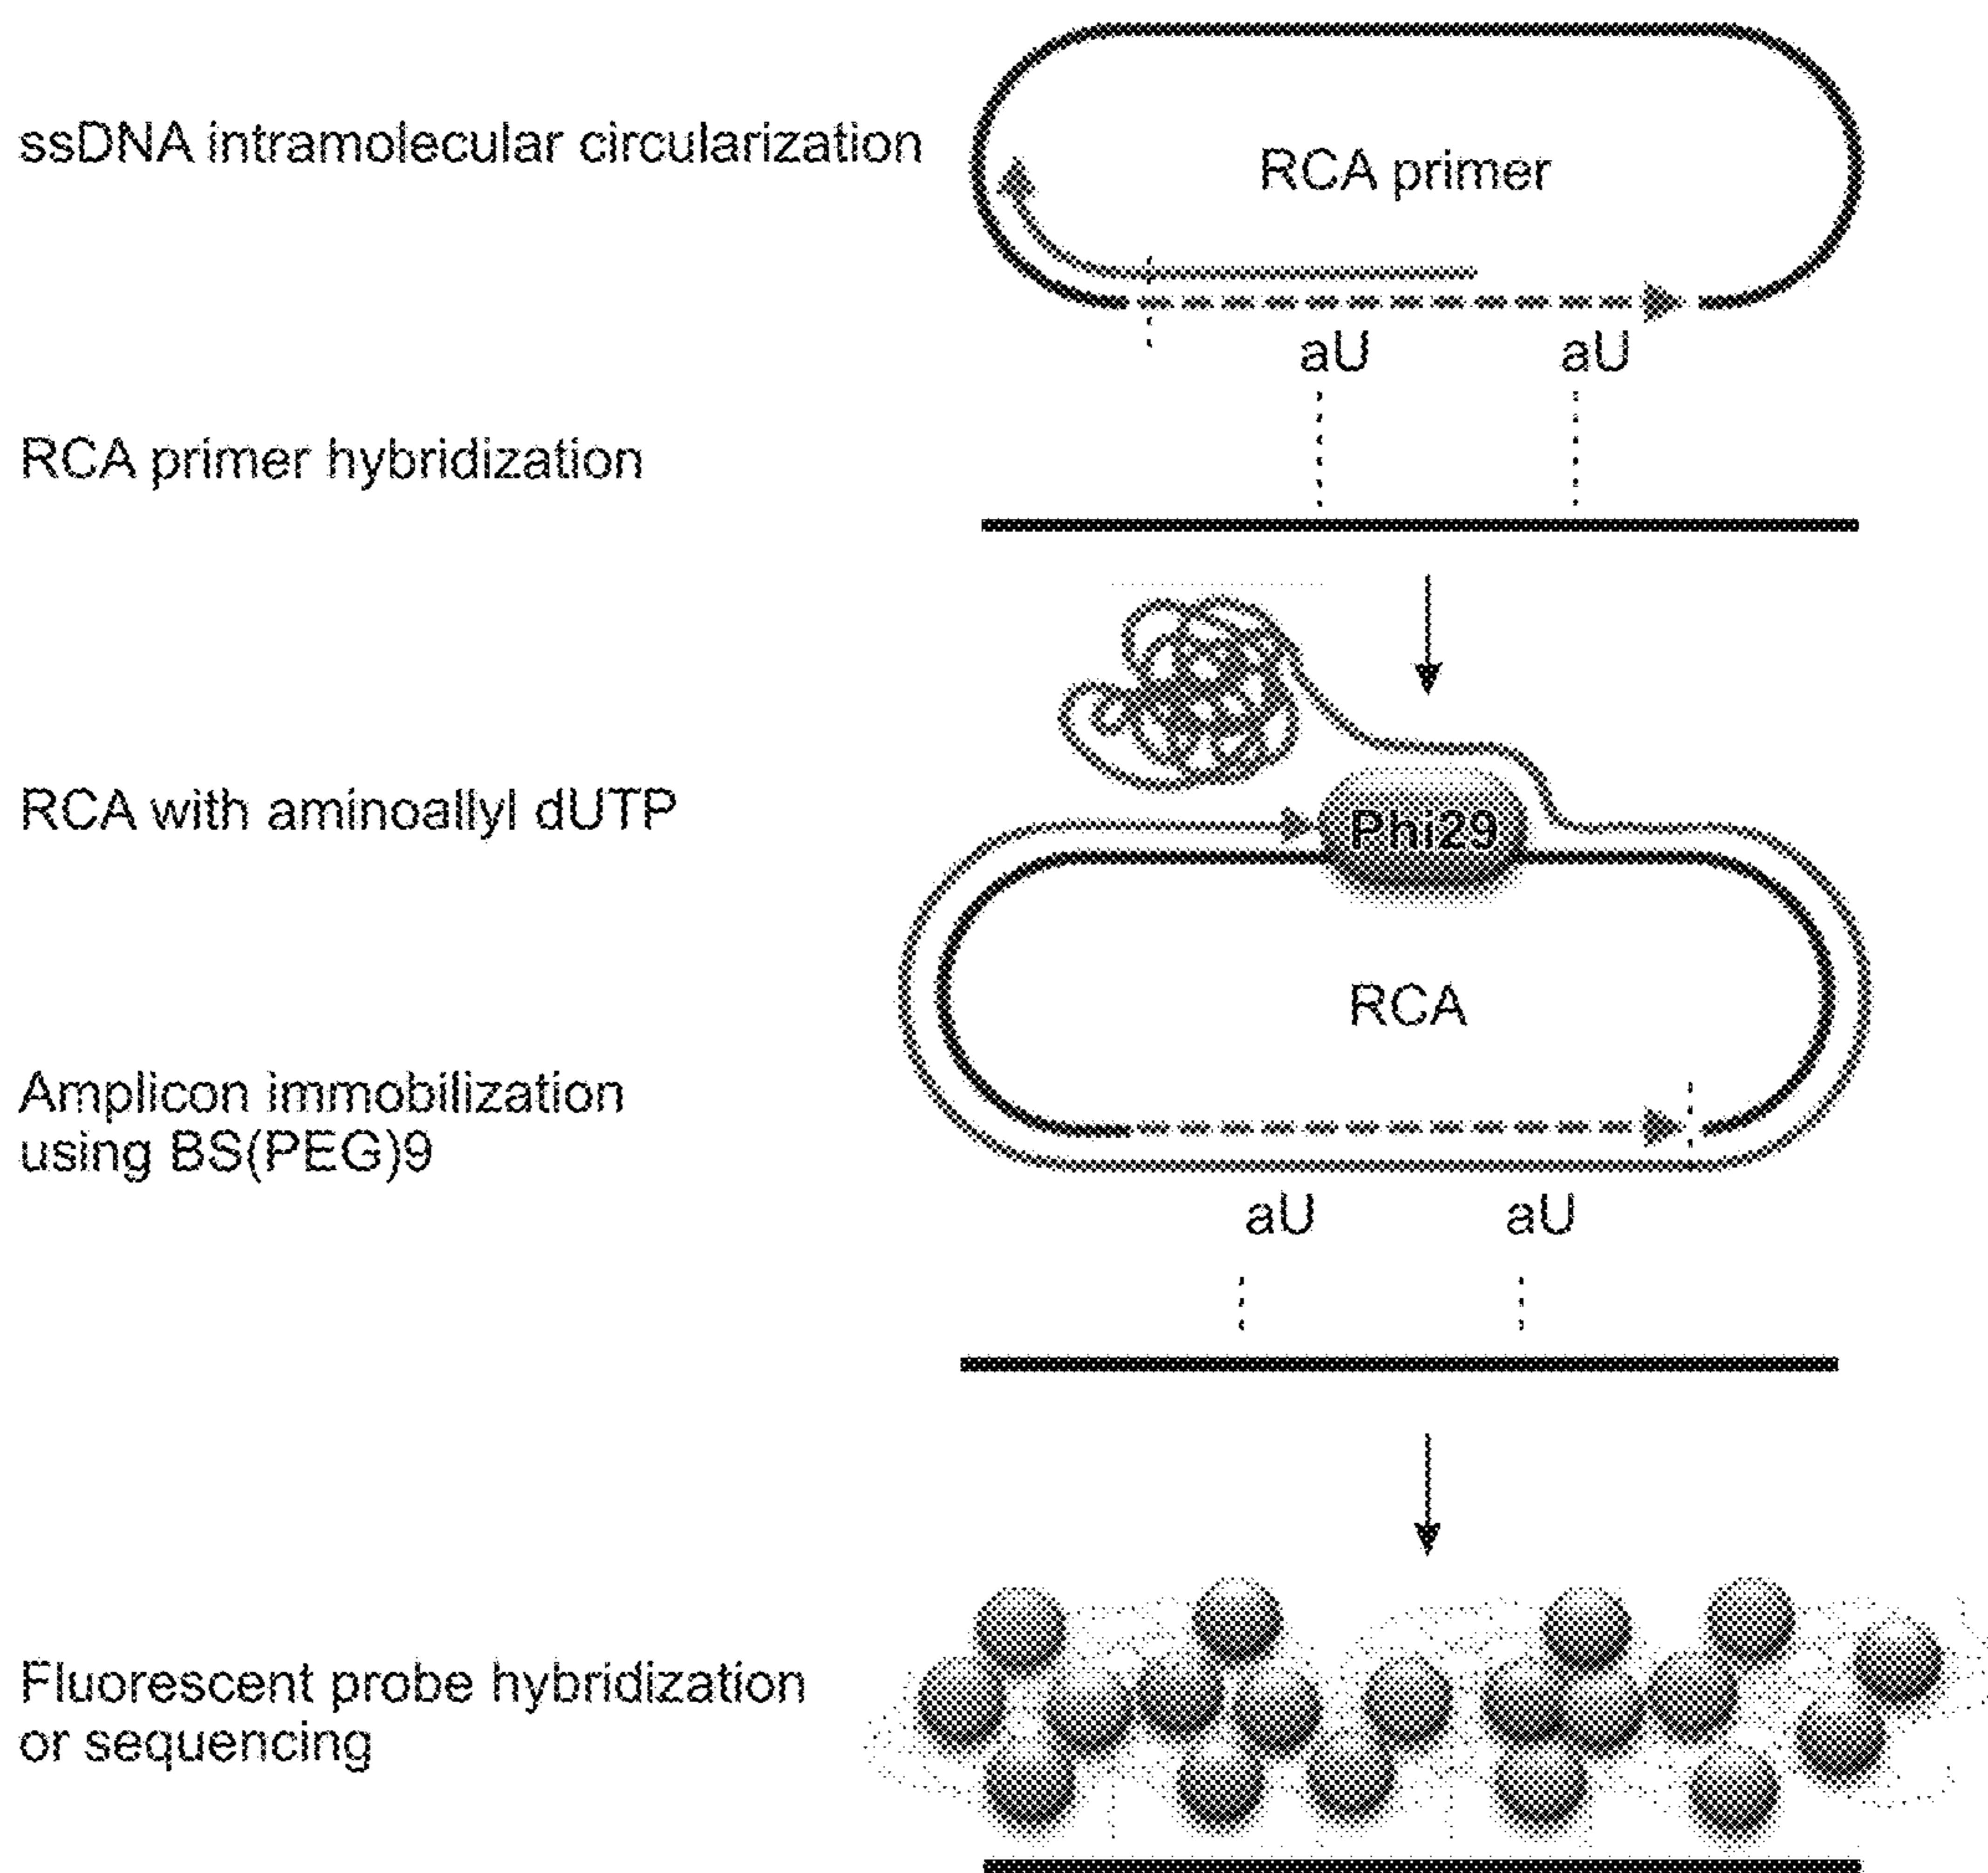 ssDNA intramolecular circularization
RCA primer
aU aU
RCA primer hybridization
RCA with aminoallyl dUTP
Phi29
RCA
Amplicon immobilization
using BS(PEG)9
aU aU
Fluorescent probe hybridization
or sequencing